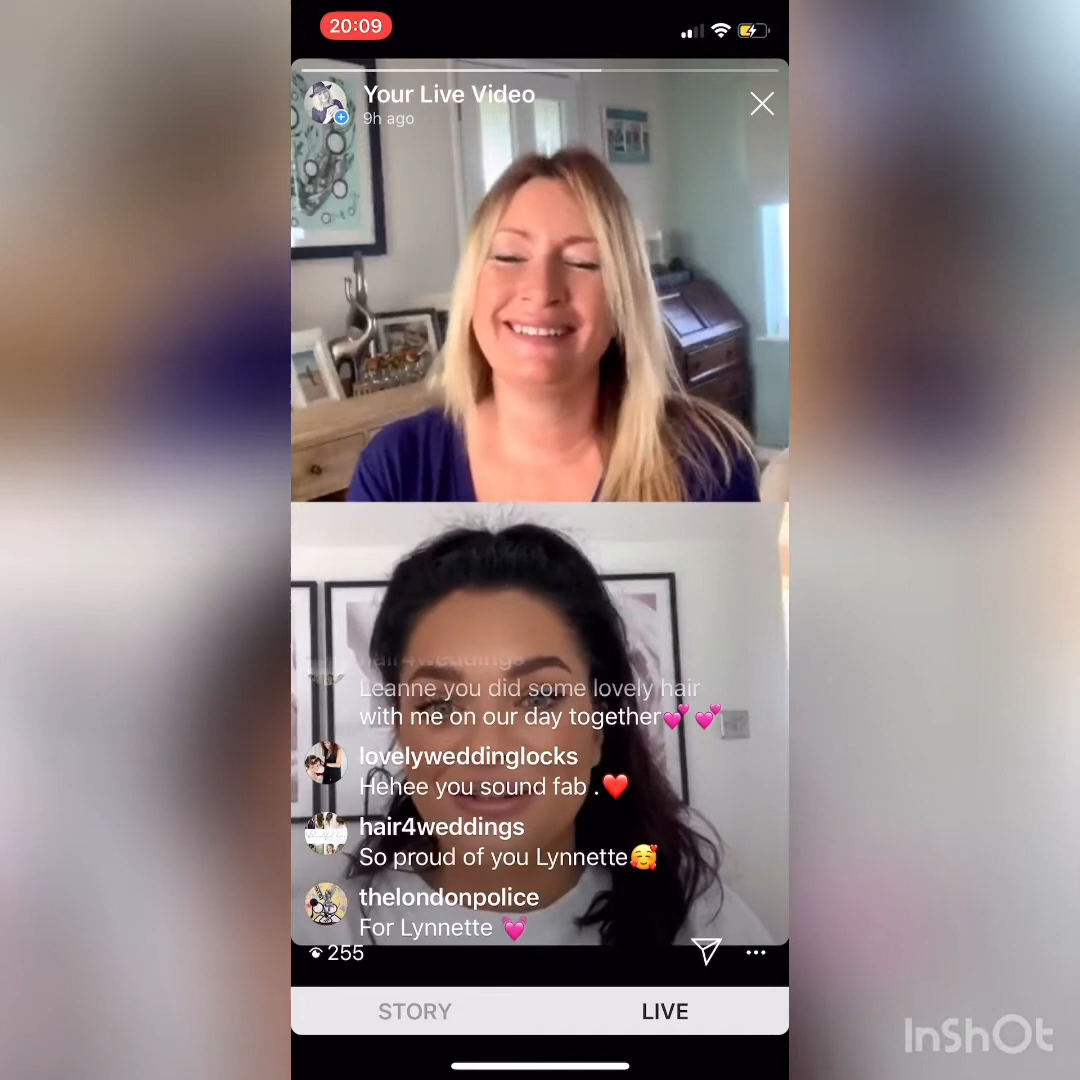 20:09
Your Live Video
9h ago
hair4weddings
Leanne you did some lovely hair
with me on our day together💕 💕
lovelyweddinglocks
Hehee you sound fab .❤️
hair4weddings
So proud of you Lynnette🥰
thelondonpolice
For Lynnette 💓
255
STORY
LIVE
InShOt